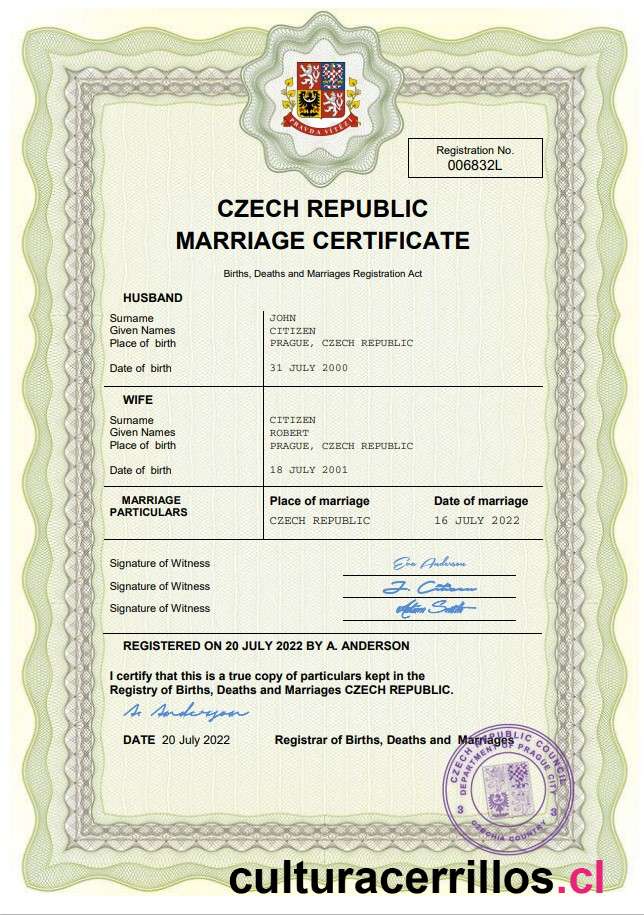 PRAVDA VÍTĚZÍ
Registration No.
006832L
CZECH REPUBLIC
MARRIAGE CERTIFICATE
Births, Deaths and Marriages Registration Act
HUSBAND
Surname JOHN
Given Names CITIZEN
Place of birth PRAGUE, CZECH REPUBLIC
Date of birth 31 JULY 2000
WIFE
Surname CITIZEN
Given Names ROBERT
Place of birth PRAGUE, CZECH REPUBLIC
Date of birth 18 JULY 2001
MARRIAGE PARTICULARS
Place of marriage Date of marriage
CZECH REPUBLIC 16 JULY 2022
Signature of Witness Eva Anderson
Signature of Witness J. Citizen
Signature of Witness Adam Smith
REGISTERED ON 20 JULY 2022 BY A. ANDERSON
I certify that this is a true copy of particulars kept in the
Registry of Births, Deaths and Marriages CZECH REPUBLIC.
A. Anderson
DATE 20 July 2022 Registrar of Births, Deaths and Marriages
CZECH REPUBLIC COUNCIL
DEPARTMENT OF PRAGUE CITY
3 3
CZECHIA COUNTRY
culturacerrillos.cl